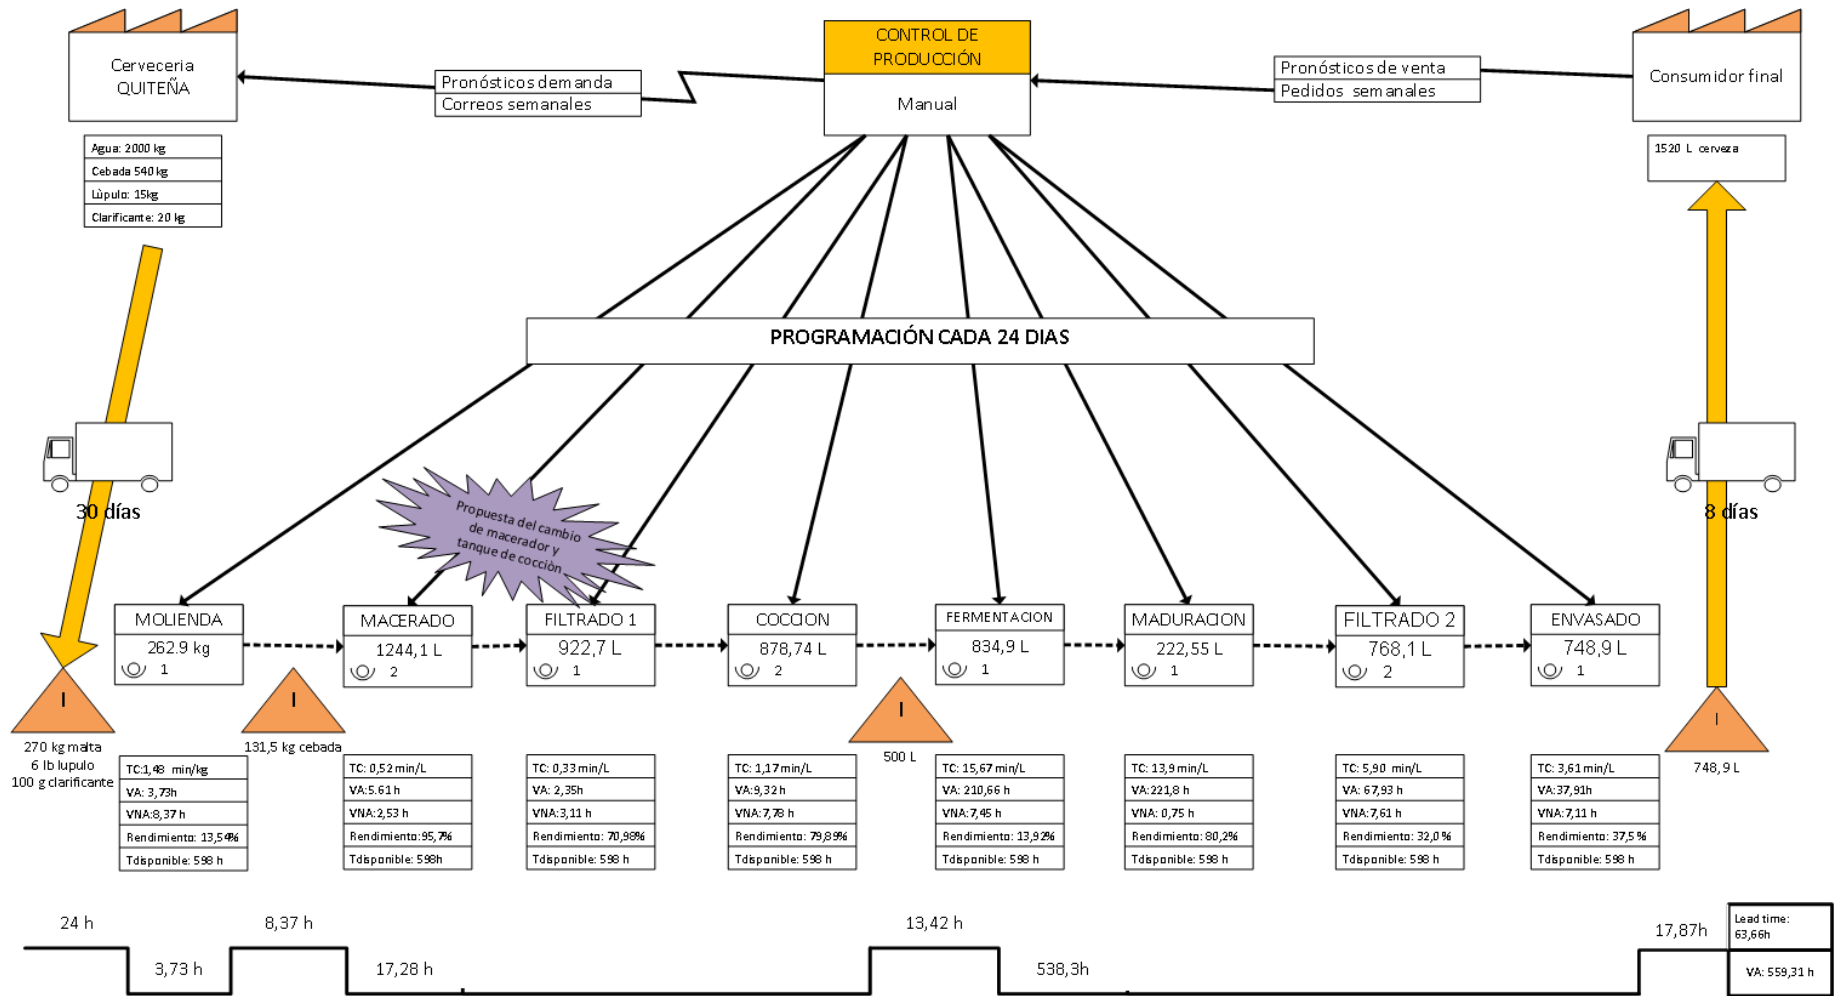 Cerveceria
QUITEÑA
Pronósticos demanda
Correos semanales
CONTROL DE
PRODUCCIÓN
Manual
Pronósticos de venta
Pedidos semanales
Consumidor final
Agua: 2000 kg
Cebada 540 kg
Lùpulo: 15kg
Clarificante: 20 kg
1520 L cerveza
PROGRAMACIÓN CADA 24 DIAS
30 días
8 días
Propuesta del cambio
de macerador y
tanque de cocciòn
MOLIENDA
262.9 kg
1
MACERADO
1244,1 L
2
FILTRADO 1
922,7 L
1
COCCION
878,74 L
2
FERMENTACION
834,9 L
1
MADURACION
222,55 L
1
FILTRADO 2
768,1 L
2
ENVASADO
748,9 L
1
I
270 kg malta
6 lb lupulo
100 g clarificante
I
131,5 kg cebada
I
500 L
I
748,9 L
TC:1,48 min/kg
VA: 3,73h
VNA:8,37 h
Rendimiento: 13,54%
Tdisponible: 598 h
TC: 0,52 min/L
VA:5.61 h
VNA:2,53 h
Rendimiento:95,7%
Tdisponible: 598h
TC: 0,33 min/L
VA: 2,35h
VNA:3,11 h
Rendimiento: 70,98%
Tdisponible: 598 h
TC: 1,17 min/L
VA:9,32 h
VNA:7,78 h
Rendimiento: 79,89%
Tdisponible: 598 h
TC: 15,67 min/L
VA: 210,66 h
VNA:7,45 h
Rendimiento: 13,92%
Tdisponible: 598 h
TC: 13,9 min/L
VA:221,8 h
VNA: 0,75 h
Rendimiento: 80,2%
Tdisponible: 598 h
TC: 5,90 min/L
VA: 67,93 h
VNA:7,61 h
Rendimiento: 32,0%
Tdisponible: 598 h
TC: 3,61 min/L
VA:37,91h
VNA:7,11 h
Rendimiento: 37,5 %
Tdisponible: 598 h
24 h
3,73 h
8,37 h
17,28 h
13,42 h
538,3h
17,87h
Lead time:
63,66h
VA: 559,31 h